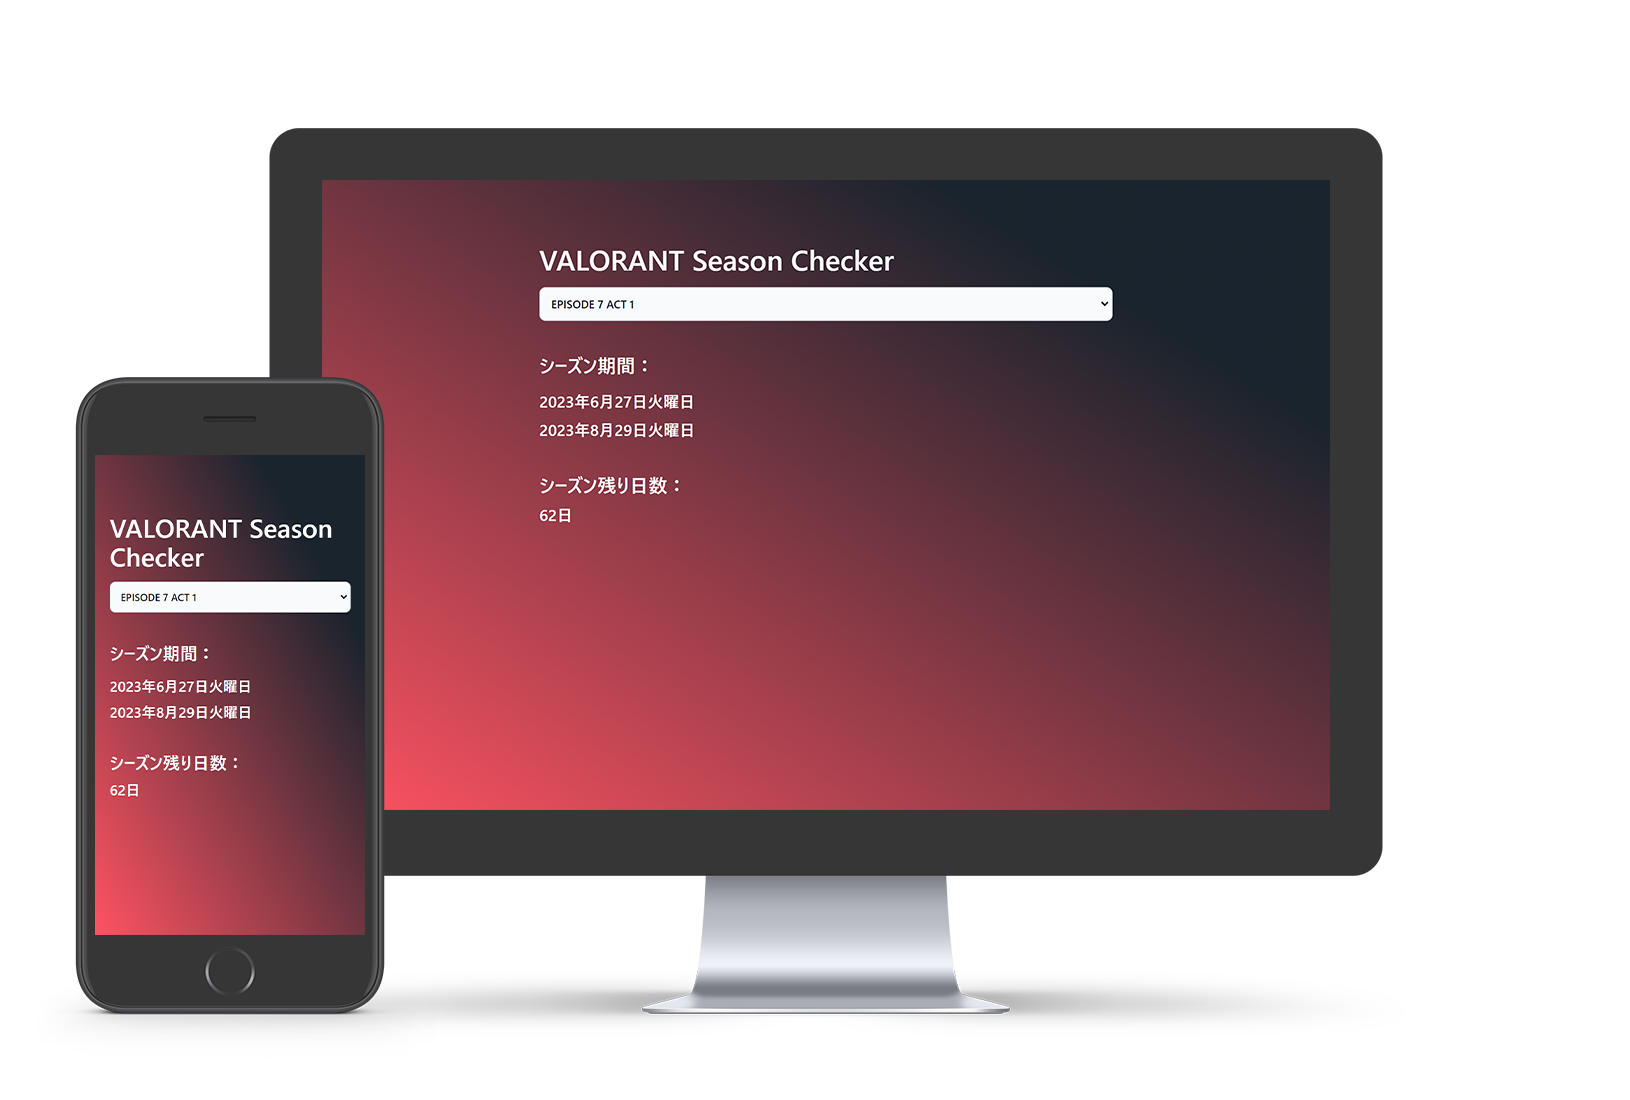 VALORANT Season Checker
EPISODE 7 ACT 1
シーズン期間：
2023年6月27日火曜日
2023年8月29日火曜日
シーズン残り日数：
62日
VALORANT Season
Checker
EPISODE 7 ACT 1
シーズン期間：
2023年6月27日火曜日
2023年8月29日火曜日
シーズン残り日数：
62日